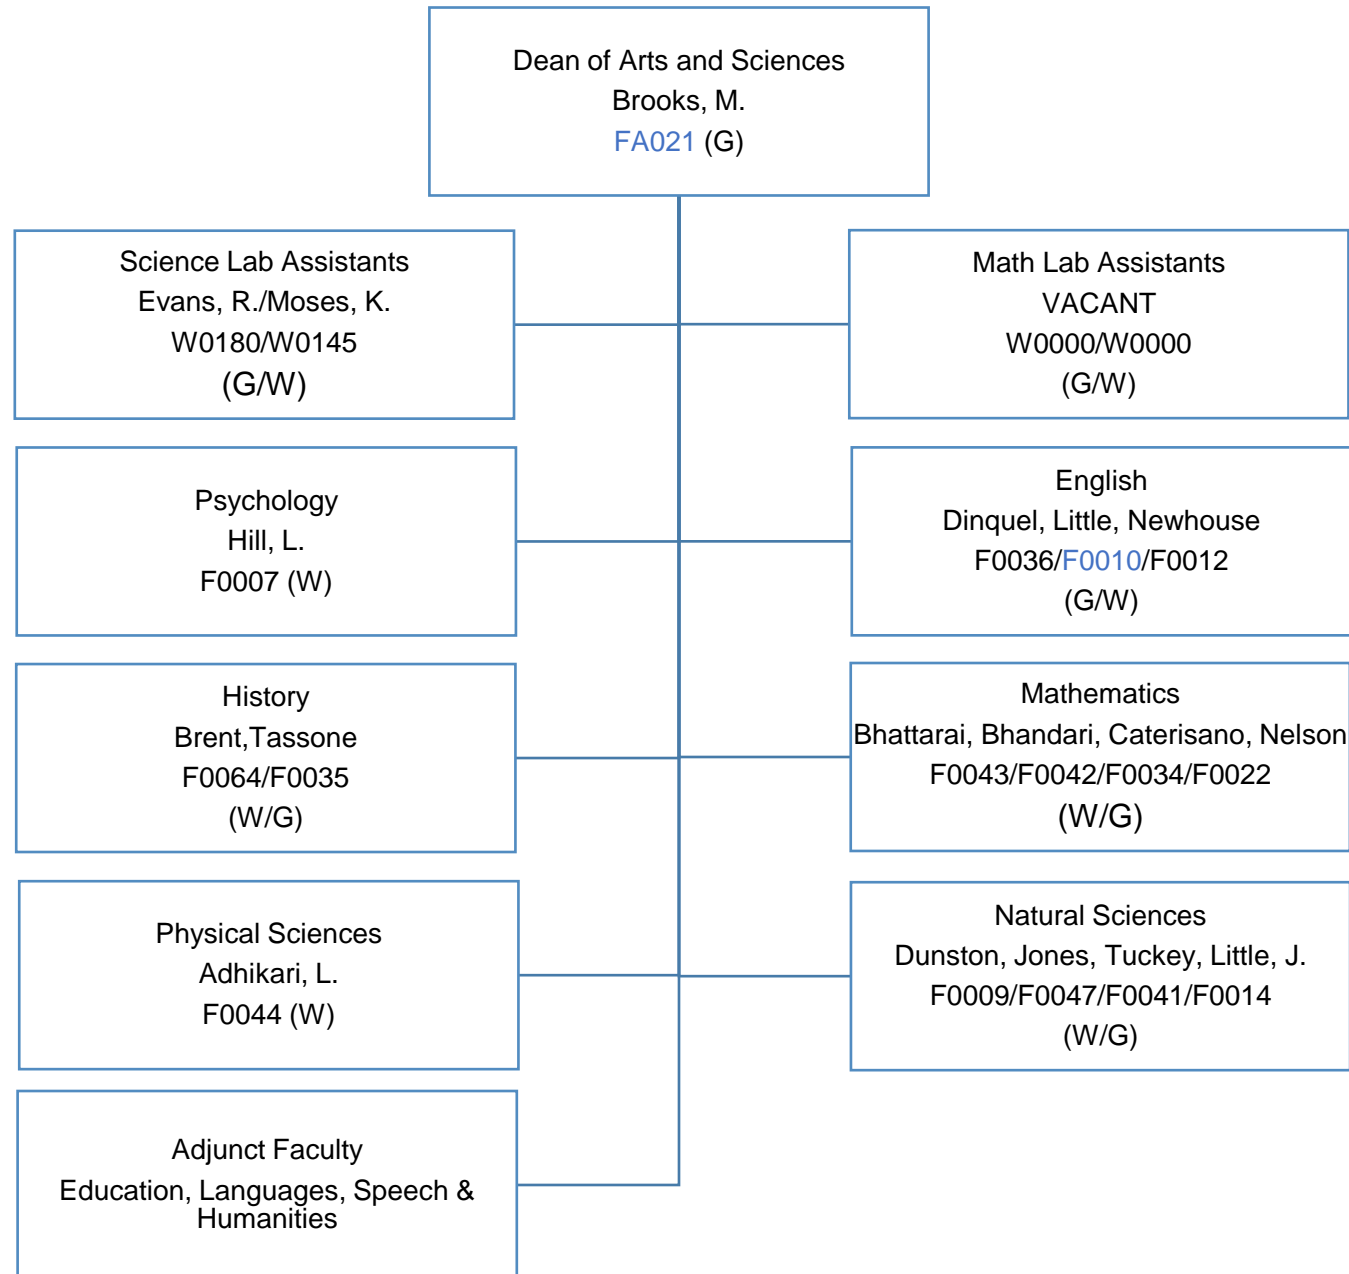 Dean of Arts and Sciences
Brooks, M.
FA021 (G)
Science Lab Assistants
Evans, R./Moses, K.
W0180/W0145
(G/W)
Math Lab Assistants
VACANT
W0000/W0000
(G/W)
Psychology
Hill, L.
F0007 (W)
English
Dinquel, Little, Newhouse
F0036/F0010/F0012
(G/W)
History
Brent,Tassone
F0064/F0035
(W/G)
Mathematics
Bhattarai, Bhandari, Caterisano, Nelson
F0043/F0042/F0034/F0022
(W/G)
Physical Sciences
Adhikari, L.
F0044 (W)
Natural Sciences
Dunston, Jones, Tuckey, Little, J.
F0009/F0047/F0041/F0014
(W/G)
Adjunct Faculty
Education, Languages, Speech &
Humanities